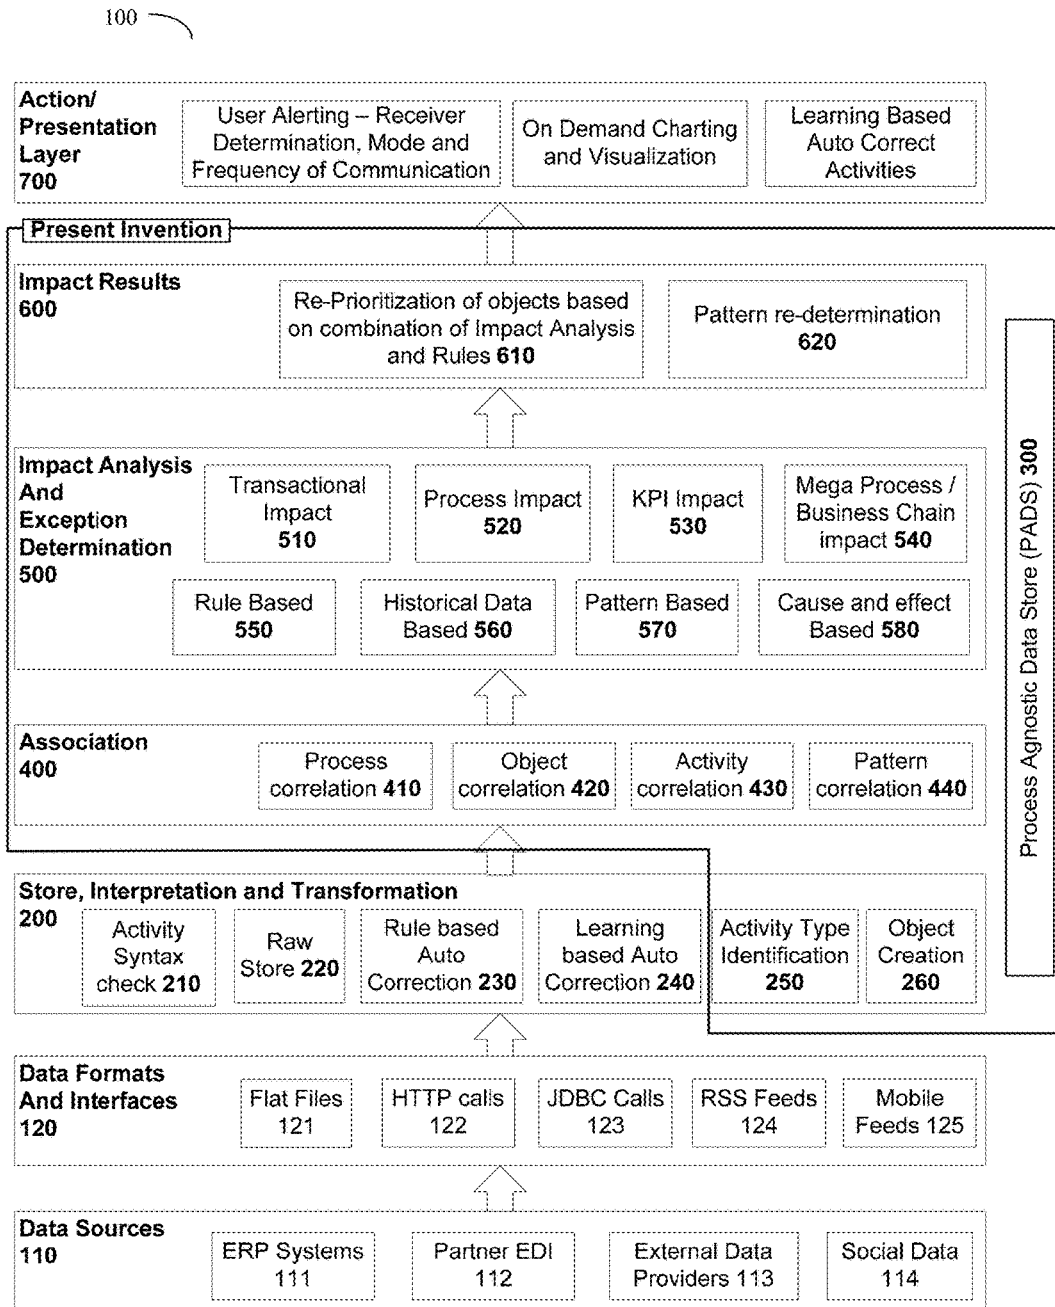 100
Action/
Presentation
Layer
700
User Alerting – Receiver
Determination, Mode and
Frequency of Communication
On Demand Charting
and Visualization
Learning Based
Auto Correct
Activities
Present Invention
Impact Results
600
Re-Prioritization of objects based
on combination of Impact Analysis
and Rules 610
Pattern re-determination
620
Process Agnostic Data Store (PADS) 300
Impact Analysis
And
Exception
Determination
500
Transactional
Impact
510
Process Impact
520
KPI Impact
530
Mega Process /
Business Chain
impact 540
Rule Based
550
Historical Data
Based 560
Pattern Based
570
Cause and effect
Based 580
Association
400
Process
correlation 410
Object
correlation 420
Activity
correlation 430
Pattern
correlation 440
Store, Interpretation and Transformation
200
Activity
Syntax
check 210
Raw
Store 220
Rule based
Auto
Correction 230
Learning
based Auto
Correction 240
Activity Type
Identification
250
Object
Creation
260
Data Formats
And Interfaces
120
Flat Files
121
HTTP calls
122
JDBC Calls
123
RSS Feeds
124
Mobile
Feeds 125
Data Sources
110
ERP Systems
111
Partner EDI
112
External Data
Providers 113
Social Data
114